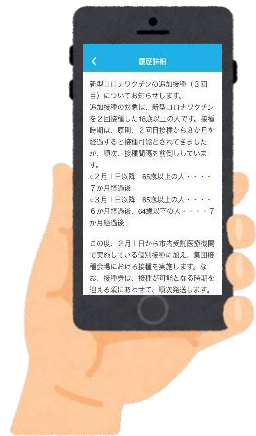 履歴詳細
新型コロナワクチンの追加接種（３回
目）についてお知らせします。
追加接種の対象は、新型コロナワクチン
を２回接種した18歳以上の人です。接種
時期は、原則、２回目接種から８か月を
経過すると接種可能とされてきました
が、順次、接種間隔を前倒ししていま
す。
○２月１日以降　65歳以上の人・・・・
７か月経過後
○３月１日以降　65歳以上の人・・・・
６か月経過後、64歳以下の人・・・・７
か月経過後
この度、２月１日から市内受託医療機関
で実施している個別接種に加え、集団接
種会場における接種を実施します。な
お、接種券は、接種が可能となる時期を
迎える頃にあわせて、順次発送します。